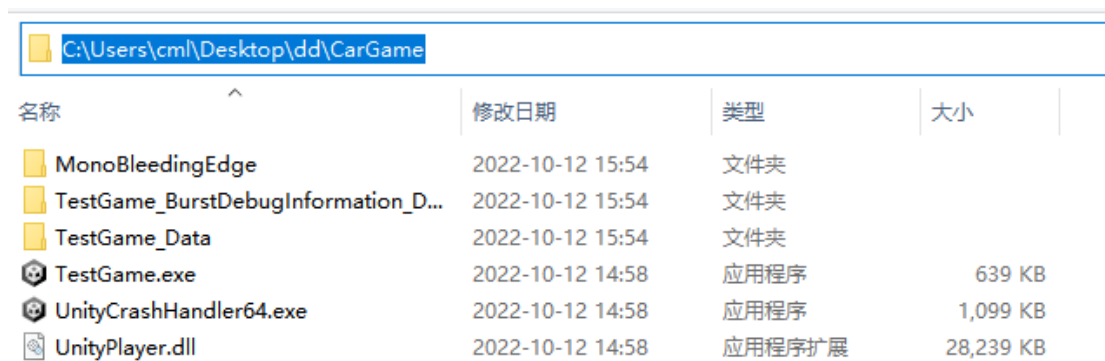 C:\Users\cml\Desktop\dd\CarGame
名称 修改日期 类型 大小
MonoBleedingEdge 2022-10-12 15:54 文件夹
TestGame_BurstDebugInformation_D... 2022-10-12 15:54 文件夹
TestGame_Data 2022-10-12 15:54 文件夹
TestGame.exe 2022-10-12 14:58 应用程序 639 KB
UnityCrashHandler64.exe 2022-10-12 14:58 应用程序 1,099 KB
UnityPlayer.dll 2022-10-12 14:58 应用程序扩展 28,239 KB